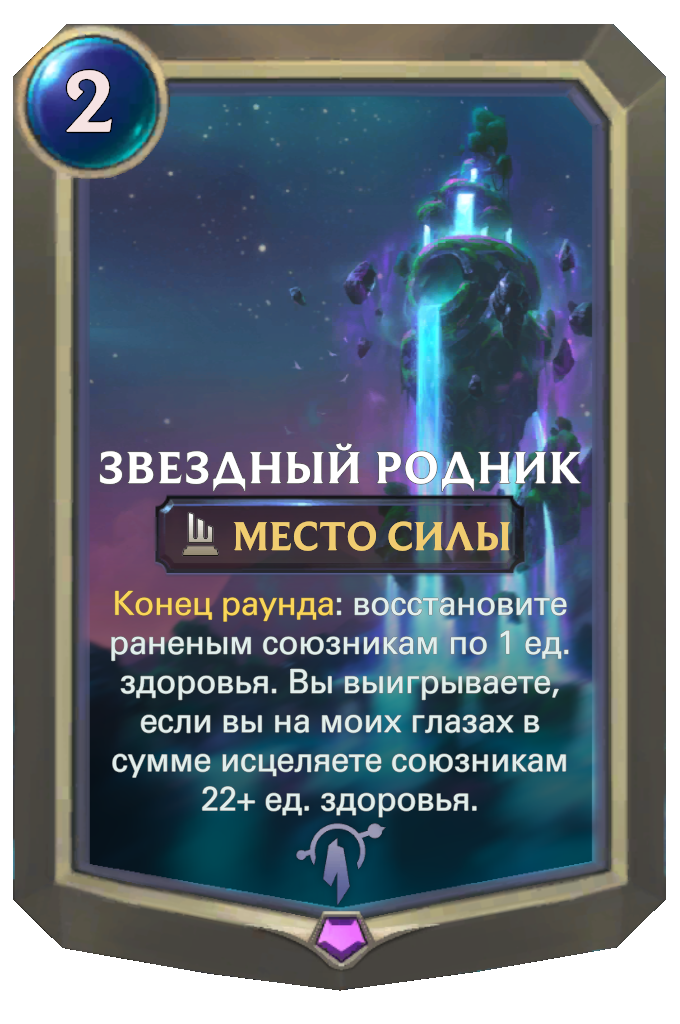 2
ЗВЕЗДНЫЙ РОДНИК
МЕСТО СИЛЫ
Конец раунда: восстановите
раненым союзникам по 1 ед.
здоровья. Вы выигрываете,
если вы на моих глазах в
сумме исцеляете союзникам
22+ ед. здоровья.